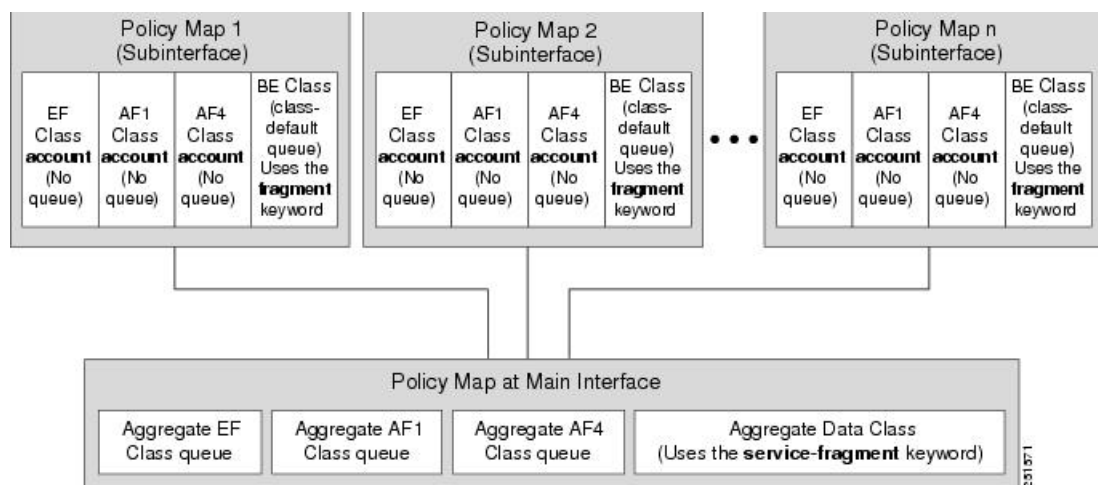 Policy Map 1
(Subinterface)
EF
Class
account
(No
queue)
AF1
Class
account
(No
queue)
AF4
Class
account
(No
queue)
BE Class
(class-
default
queue)
Uses the
fragment
keyword
Policy Map 2
(Subinterface)
EF
Class
account
(No
queue)
AF1
Class
account
(No
queue)
AF4
Class
account
(No
queue)
BE Class
(class-
default
queue)
Uses the
fragment
keyword
•••
Policy Map n
(Subinterface)
EF
Class
account
(No
queue)
AF1
Class
account
(No
queue)
AF4
Class
account
(No
queue)
BE Class
(class-
default
queue)
Uses the
fragment
keyword
Policy Map at Main Interface
Aggregate EF
Class queue
Aggregate AF1
Class queue
Aggregate AF4
Class queue
Aggregate Data Class
(Uses the service-fragment keyword)
251571